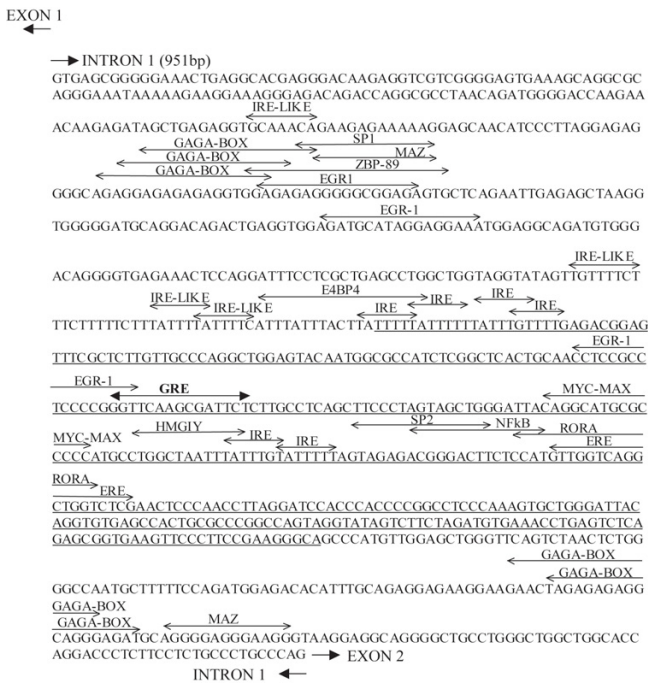 EXON 1
INTRON 1 (951bp)
GTGAGCGGGGGAAACTGAGGCACGAGGGACAAGAGGTCGTCGGGGAGTGAAAGCAGGCGC
AGGGAAATAAAAAGAAGGAAAGGGAGACAGACCAGGCGCCTAACAGATGGGGACCAAGAA
IRE-LIKE
ACAAGAGATAGCTGAGAGGTGCAAACAGAAGAGAAAAAGGAGCAACATCCCTTAGGAGAG
GAGA-BOX SP1
GAGA-BOX MAZ
GAGA-BOX ZBP-89
EGR1
GGGCAGAGGAGAGAGAGGTGGAGAGAGGGGGCGGAGAGTGCTCAGAATTGAGAGCTAAGG
EGR-1
TGGGGGATGCAGGACAGACTGAGGTGGAGATGCATAGGAGGAAATGGAGGCAGATGTGGG
IRE-LIKE
ACAGGGGTGAGAAACTCCAGGATTTCCTCGCTGAGCCTGGCTGGTAGGTATAGTTGTTTTCT
IRE-LIKE IRE-LIKE E4BP4 IRE IRE IRE IRE
TTCTTTTTCTTTATTTTATTTTCATTTATTTACTTATTTTTATTTTTTATTTGTTTTGAGACGGAG
EGR-1
TTTCGCTCTTGTTGCCCAGGCTGGAGTACAATGGCGCCATCTCGGCTCACTGCAACCTCCGCC
EGR-1 GRE MYC-MAX
TCCCCGGGTTCAAGCGATTCTCTTGCCTCAGCTTCCCTAGTAGCTGGGATTACAGGCATGCGC
MYC-MAX HMGIY IRE IRE SP2 NFkB RORA
ERE
CCCCATGCCTGGCTAATTTATTTGTATTTTTAGTAGAGACGGGACTTCTCCATGTTGGTCAGG
RORA
ERE
CTGGTCTCGAACTCCCAACCTTAGGATCCACCCACCCCGGCCTCCCAAAGTGCTGGGATTAC
AGGTGTGAGCCACTGCGCCCGGCCAGTAGGTATAGTCTTCTAGATGTGAAACCTGAGTCTCA
GAGCGGTGAAGTTCCCTTCCGAAGGGCAGCCCATGTTGGAGCTGGGTTCAGTCTAACTCTGG
GAGA-BOX
GAGA-BOX
GGCCAATGCTTTTTCCAGATGGAGACACATTTGCAGAGGAGAAGGAAGAACTAGAGAGAGG
GAGA-BOX
GAGA-BOX MAZ
CAGGGAGATGCAGGGGAGGGAAGGGTAAGGAGGCAGGGGCTGCCTGGGCTGGCTGGCACC
AGGACCCTCTTCCTCTGCCCTGCCCAG EXON 2
INTRON 1